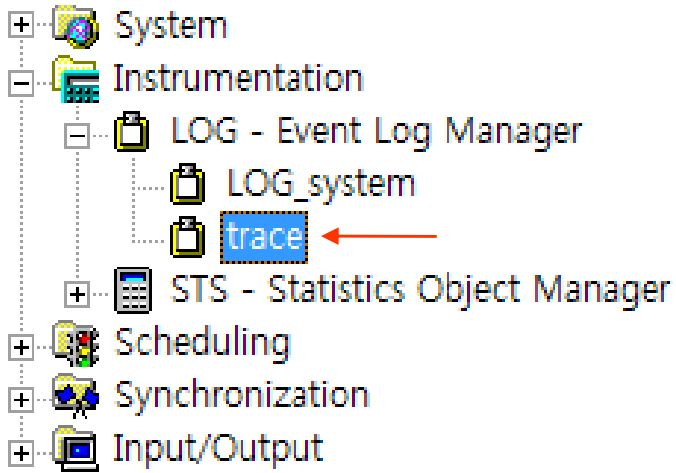 System
Instrumentation
LOG - Event Log Manager
LOG_system
trace
STS - Statistics Object Manager
Scheduling
Synchronization
Input/Output